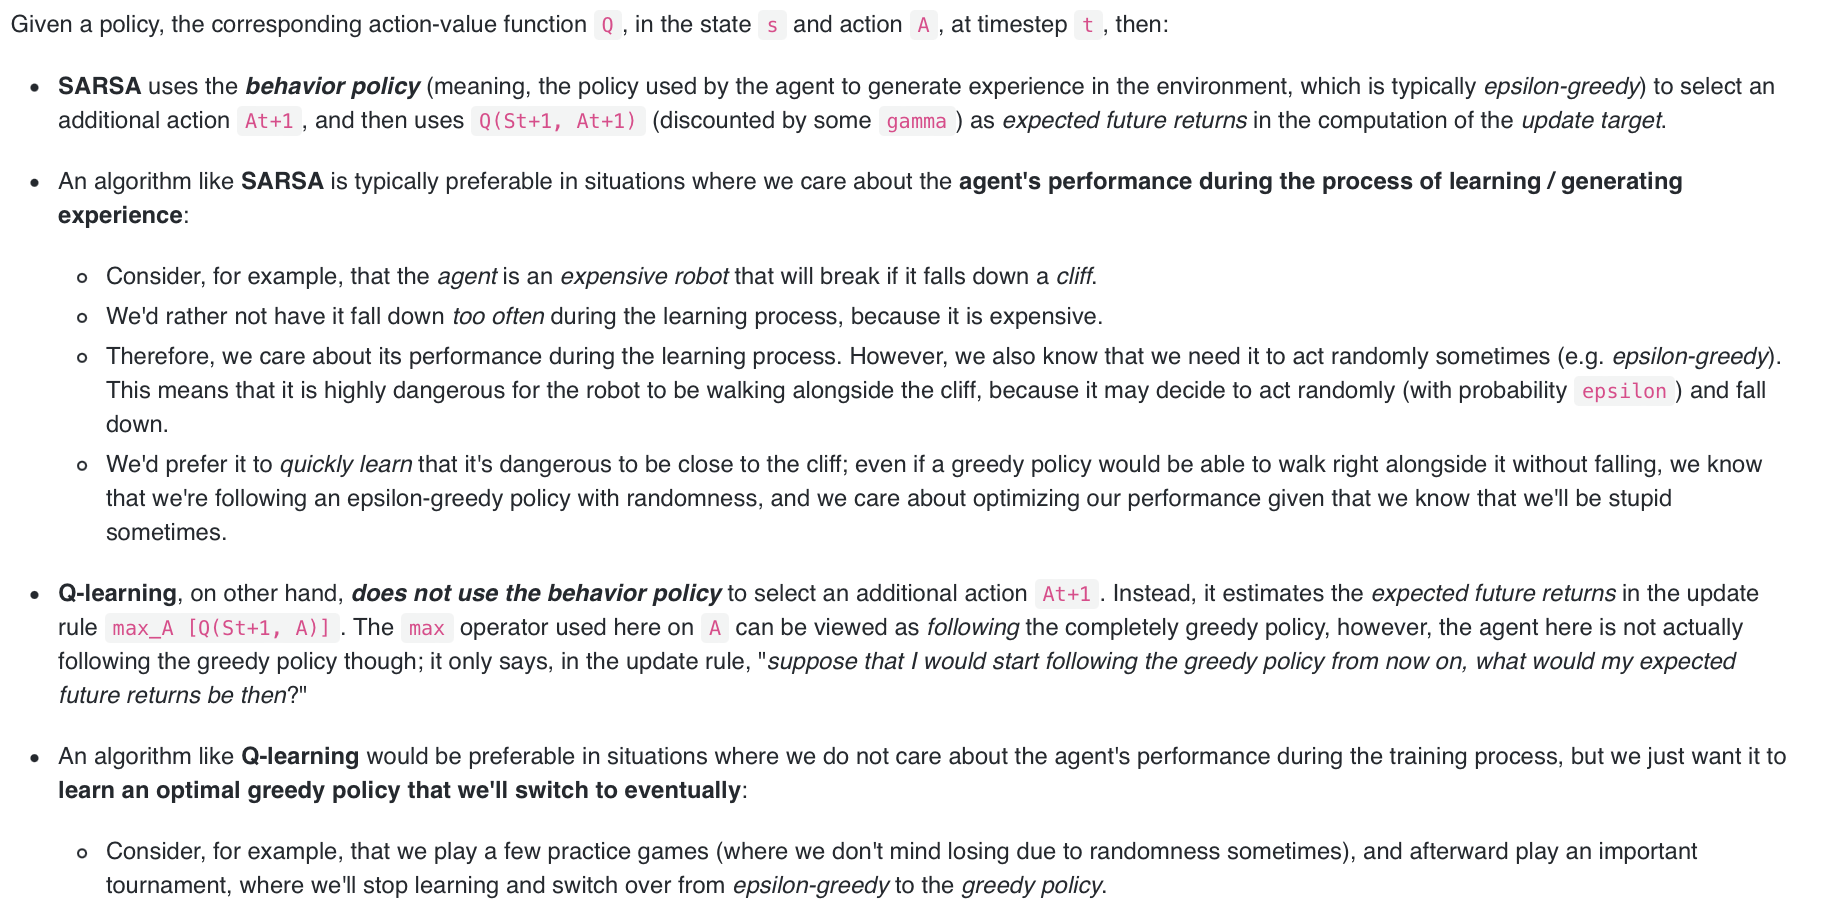 Given a policy, the corresponding action-value function Q , in the state s and action A , at timestep t , then:
• SARSA uses the behavior policy (meaning, the policy used by the agent to generate experience in the environment, which is typically epsilon-greedy) to select an
additional action At+1 , and then uses Q(St+1, At+1) (discounted by some gamma ) as expected future returns in the computation of the update target.
• An algorithm like SARSA is typically preferable in situations where we care about the agent's performance during the process of learning / generating
experience:
○ Consider, for example, that the agent is an expensive robot that will break if it falls down a cliff.
○ We'd rather not have it fall down too often during the learning process, because it is expensive.
○ Therefore, we care about its performance during the learning process. However, we also know that we need it to act randomly sometimes (e.g. epsilon-greedy).
This means that it is highly dangerous for the robot to be walking alongside the cliff, because it may decide to act randomly (with probability epsilon ) and fall
down.
○ We'd prefer it to quickly learn that it's dangerous to be close to the cliff; even if a greedy policy would be able to walk right alongside it without falling, we know
that we're following an epsilon-greedy policy with randomness, and we care about optimizing our performance given that we know that we'll be stupid
sometimes.
• Q-learning, on other hand, does not use the behavior policy to select an additional action At+1 . Instead, it estimates the expected future returns in the update
rule max_A [Q(St+1, A)] . The max operator used here on A can be viewed as following the completely greedy policy, however, the agent here is not actually
following the greedy policy though; it only says, in the update rule, "suppose that I would start following the greedy policy from now on, what would my expected
future returns be then?"
• An algorithm like Q-learning would be preferable in situations where we do not care about the agent's performance during the training process, but we just want it to
learn an optimal greedy policy that we'll switch to eventually:
○ Consider, for example, that we play a few practice games (where we don't mind losing due to randomness sometimes), and afterward play an important
tournament, where we'll stop learning and switch over from epsilon-greedy to the greedy policy.